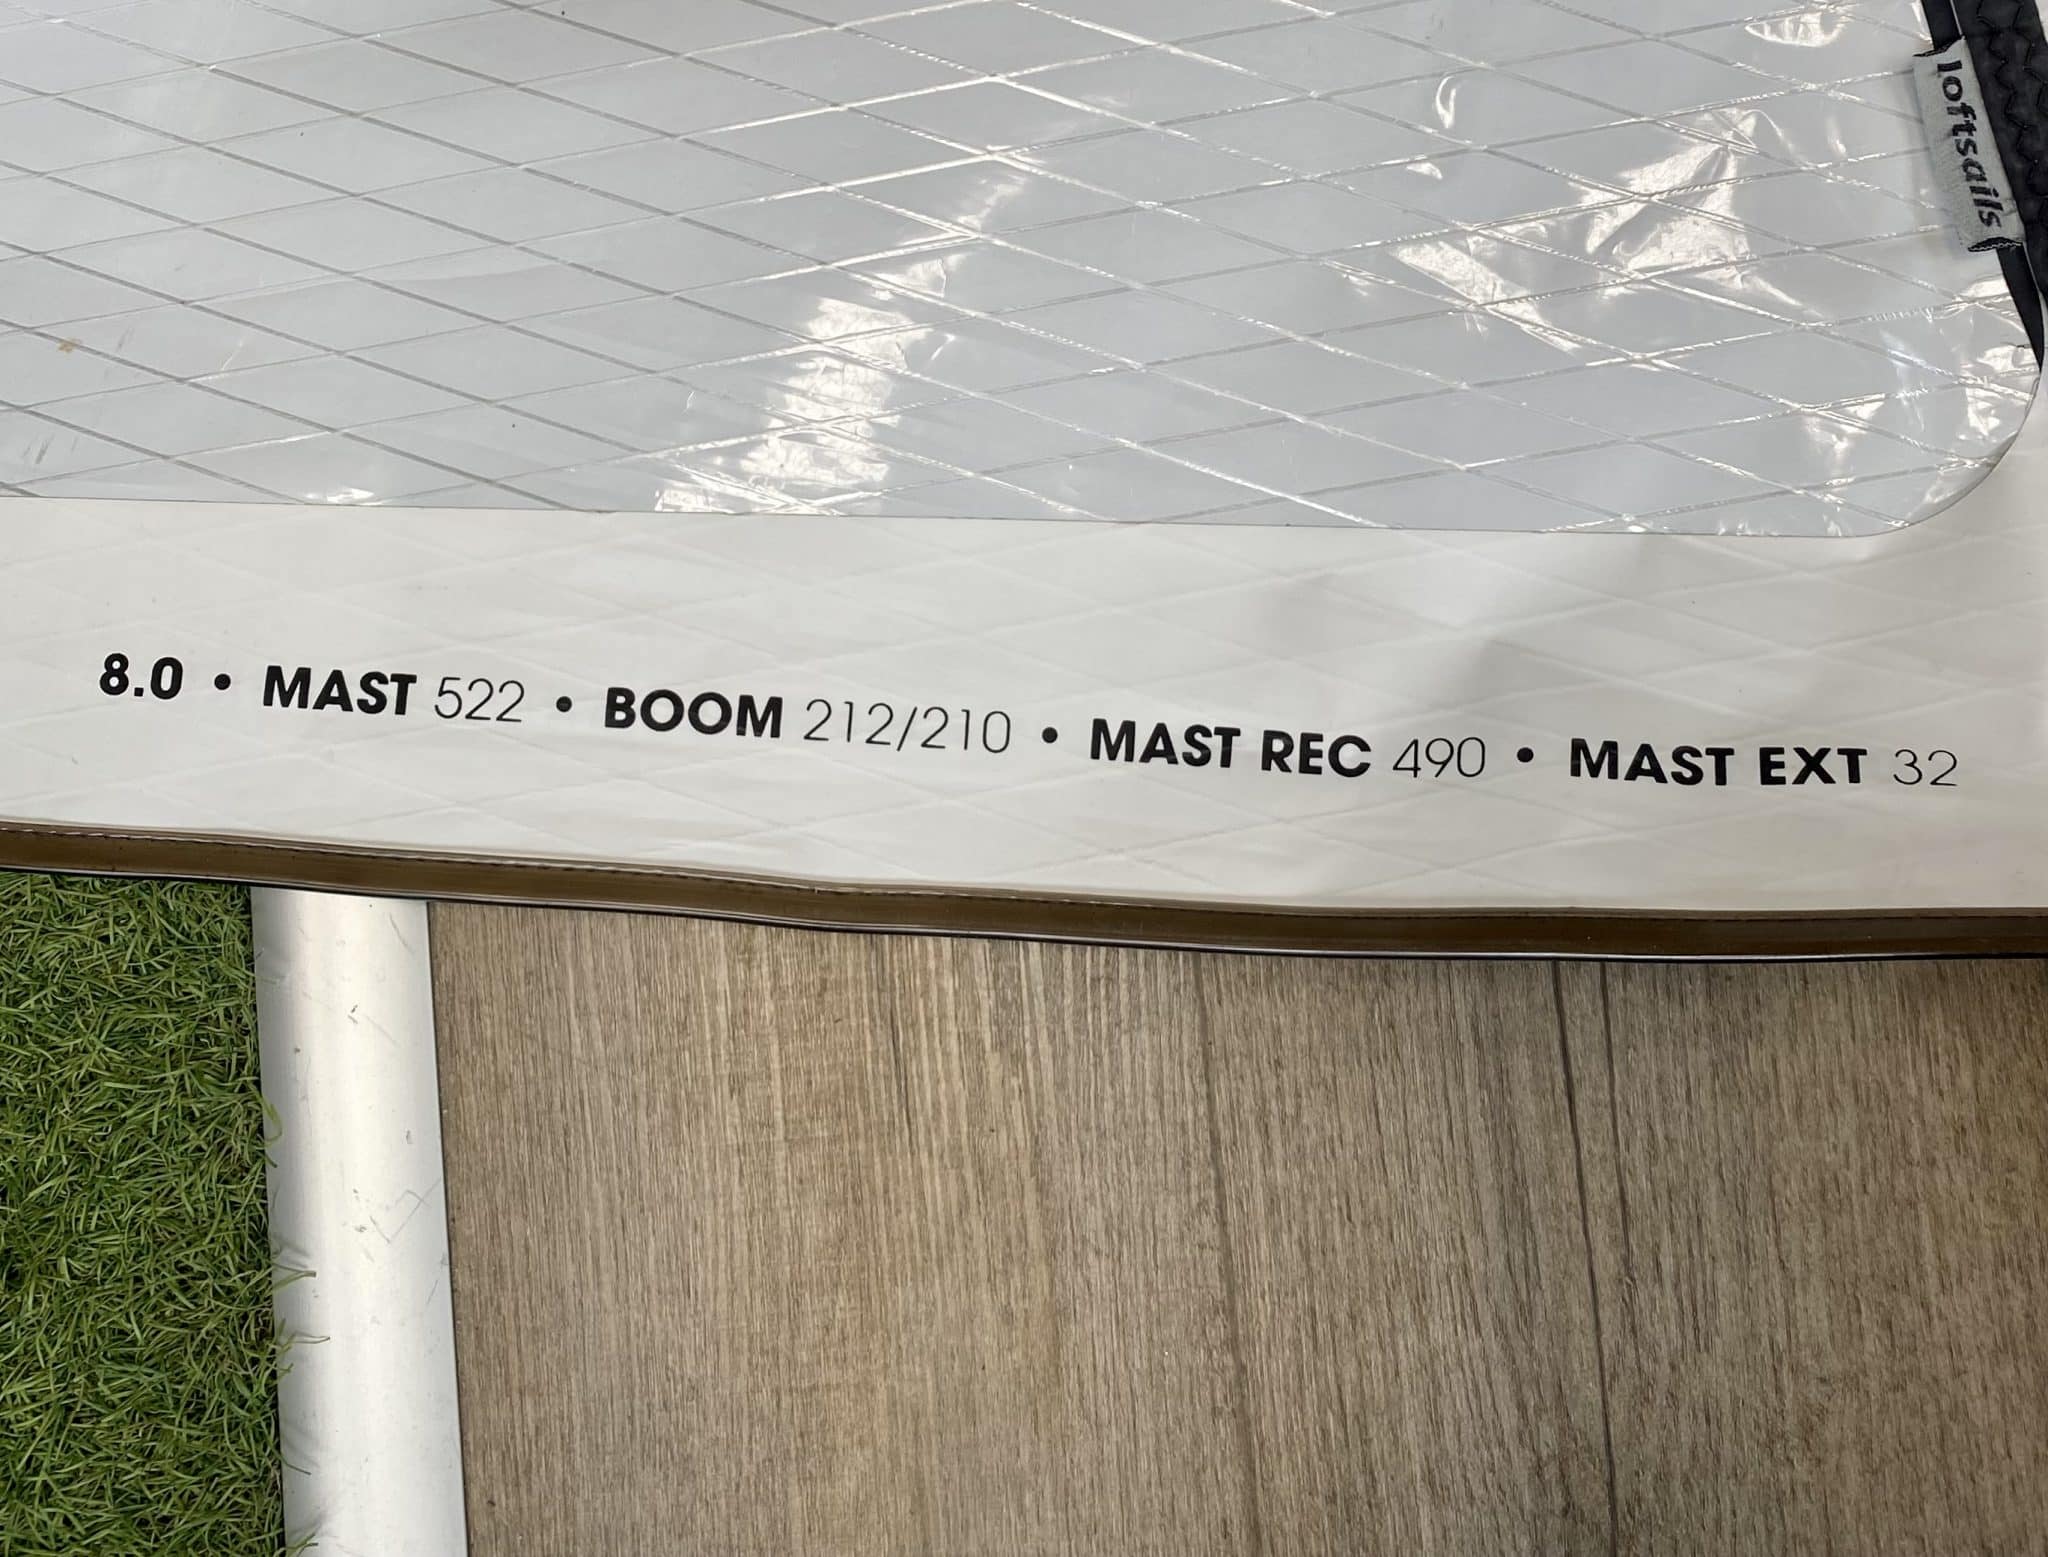 loftsails
8.0 • MAST 522 • BOOM 212/210 • MAST REC 490 • MAST EXT 32